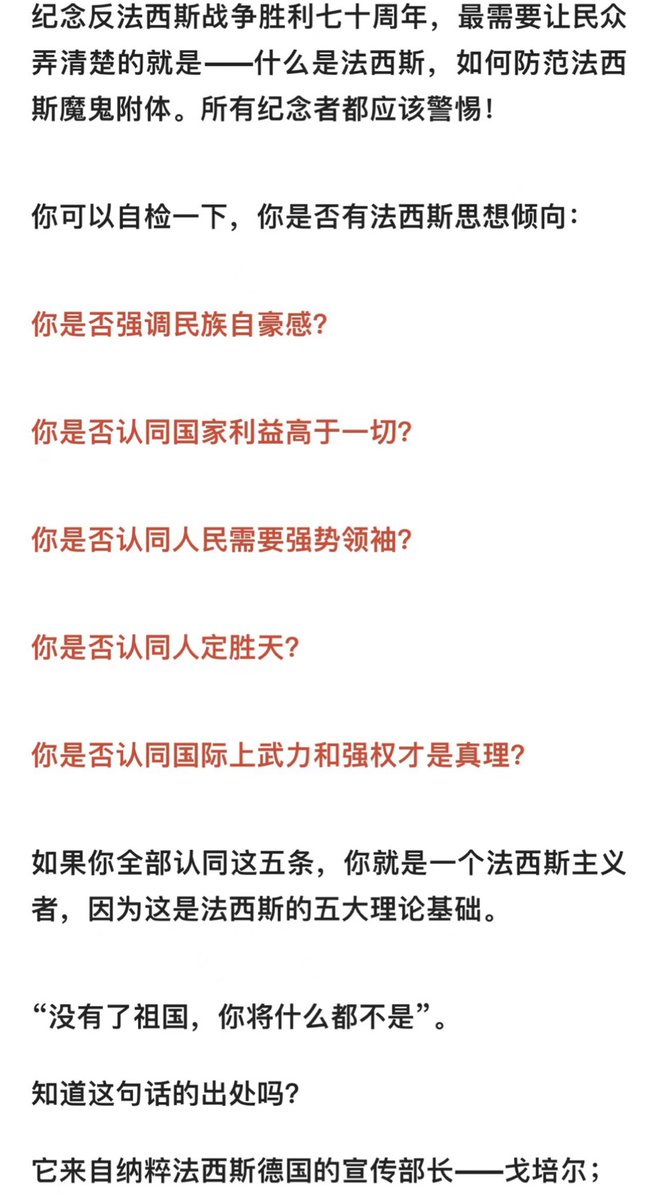 纪念反法西斯战争胜利七十周年，最需要让民众
弄清楚的就是——什么是法西斯，如何防范法西
斯魔鬼附体。所有纪念者都应该警惕！
你可以自检一下，你是否有法西斯思想倾向：
你是否强调民族自豪感？
你是否认同国家利益高于一切？
你是否认同人民需要强势领袖？
你是否认同人定胜天？
你是否认同国际上武力和强权才是真理？
如果你全部认同这五条，你就是一个法西斯主义
者，因为这是法西斯的五大理论基础。
“没有了祖国，你将什么都不是”。
知道这句话的出处吗？
它来自纳粹法西斯德国的宣传部长——戈培尔；